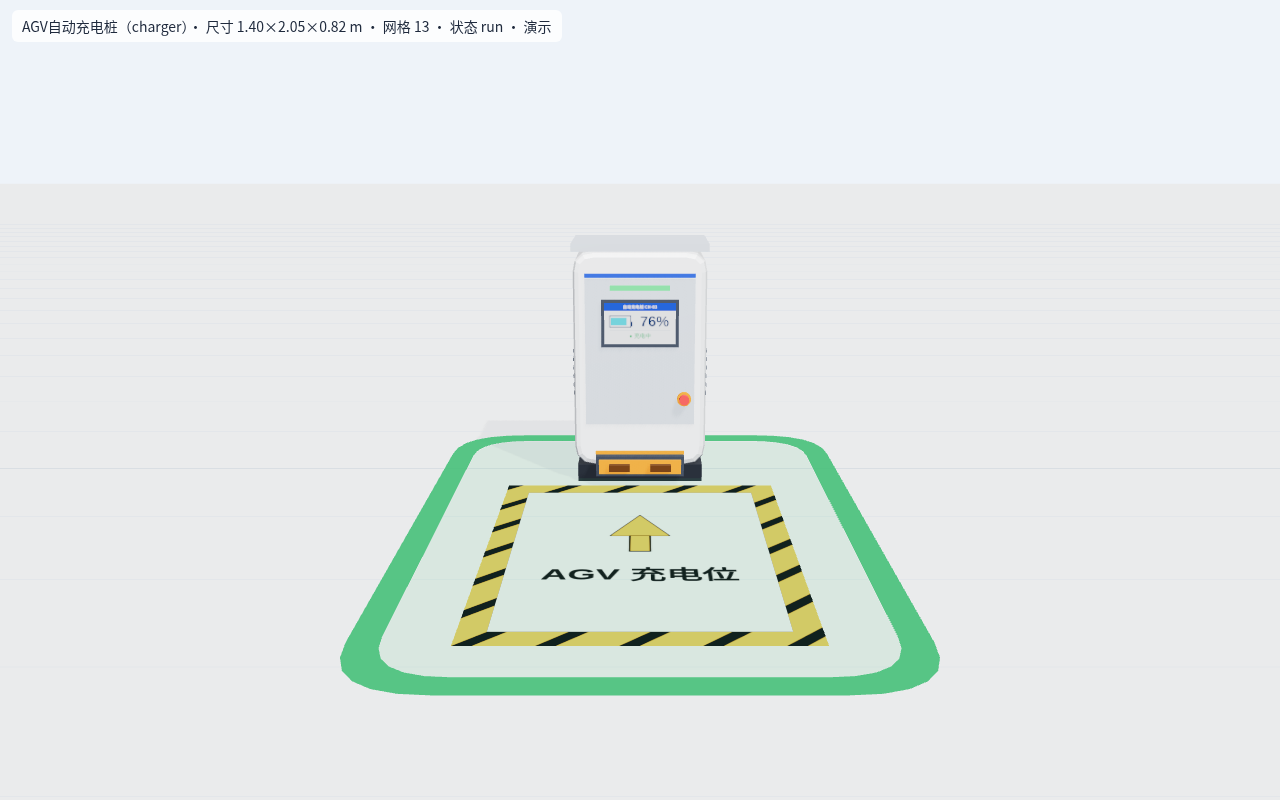 AGV自动充电桩（charger）· 尺寸 1.40×2.05×0.82 m · 网格 13 · 状态 run · 演示
76%
AGV 充电位